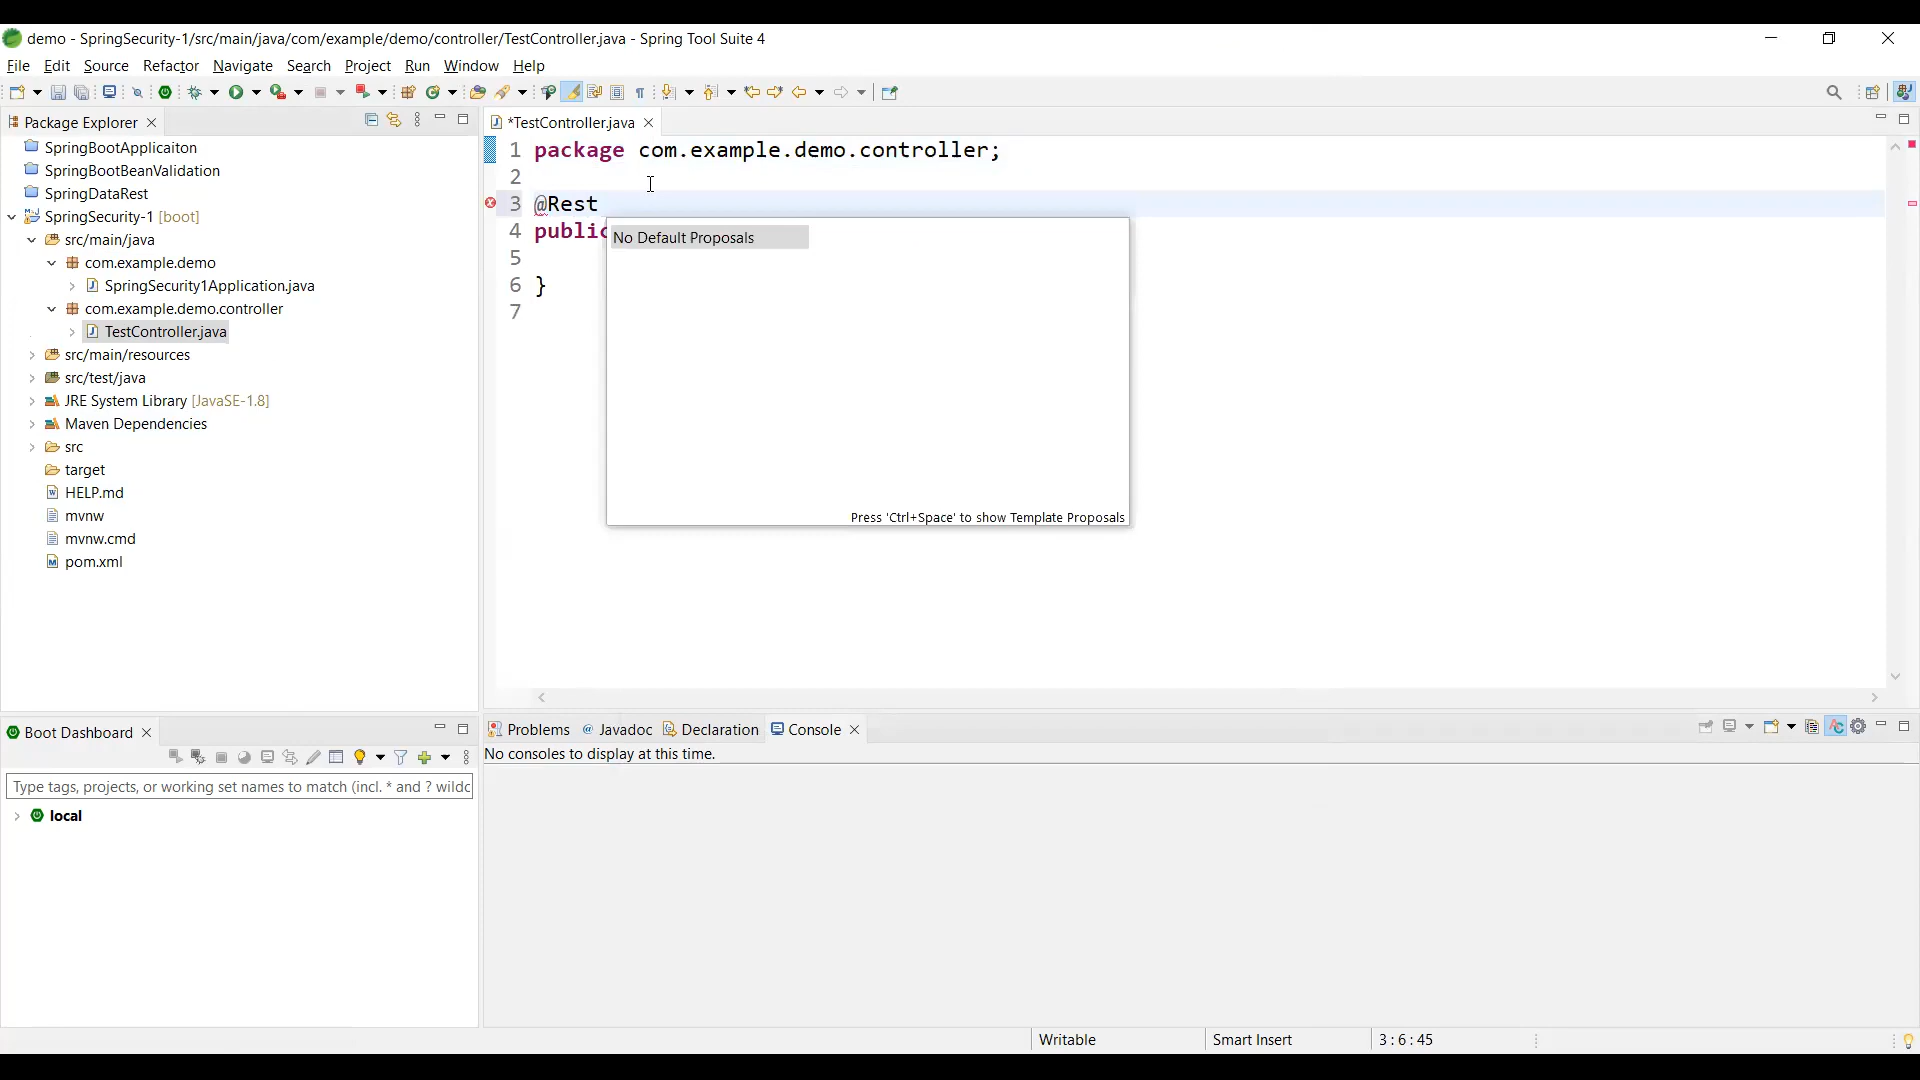 demo - SpringSecurity-1/src/main/java/com/example/demo/controller/TestController.java - Spring Tool Suite 4
File Edit Source Refactor Navigate Search Project Run Window Help
Package Explorer
SpringBootApplicaiton
SpringBootBeanValidation
SpringDataRest
SpringSecurity-1 [boot]
src/main/java
com.example.demo
SpringSecurity1Application.java
com.example.demo.controller
TestController.java
src/main/resources
src/test/java
JRE System Library [JavaSE-1.8]
Maven Dependencies
src
target
HELP.md
mvnw
mvnw.cmd
pom.xml
*TestController.java
1 package com.example.demo.controller;
2
3 @Rest
4 public
5
6 }
7
No Default Proposals
Press 'Ctrl+Space' to show Template Proposals
Boot Dashboard
Type tags, projects, or working set names to match (incl. * and ? wildc
local
Problems @ Javadoc Declaration Console
No consoles to display at this time.
Writable Smart Insert 3 : 6 : 45